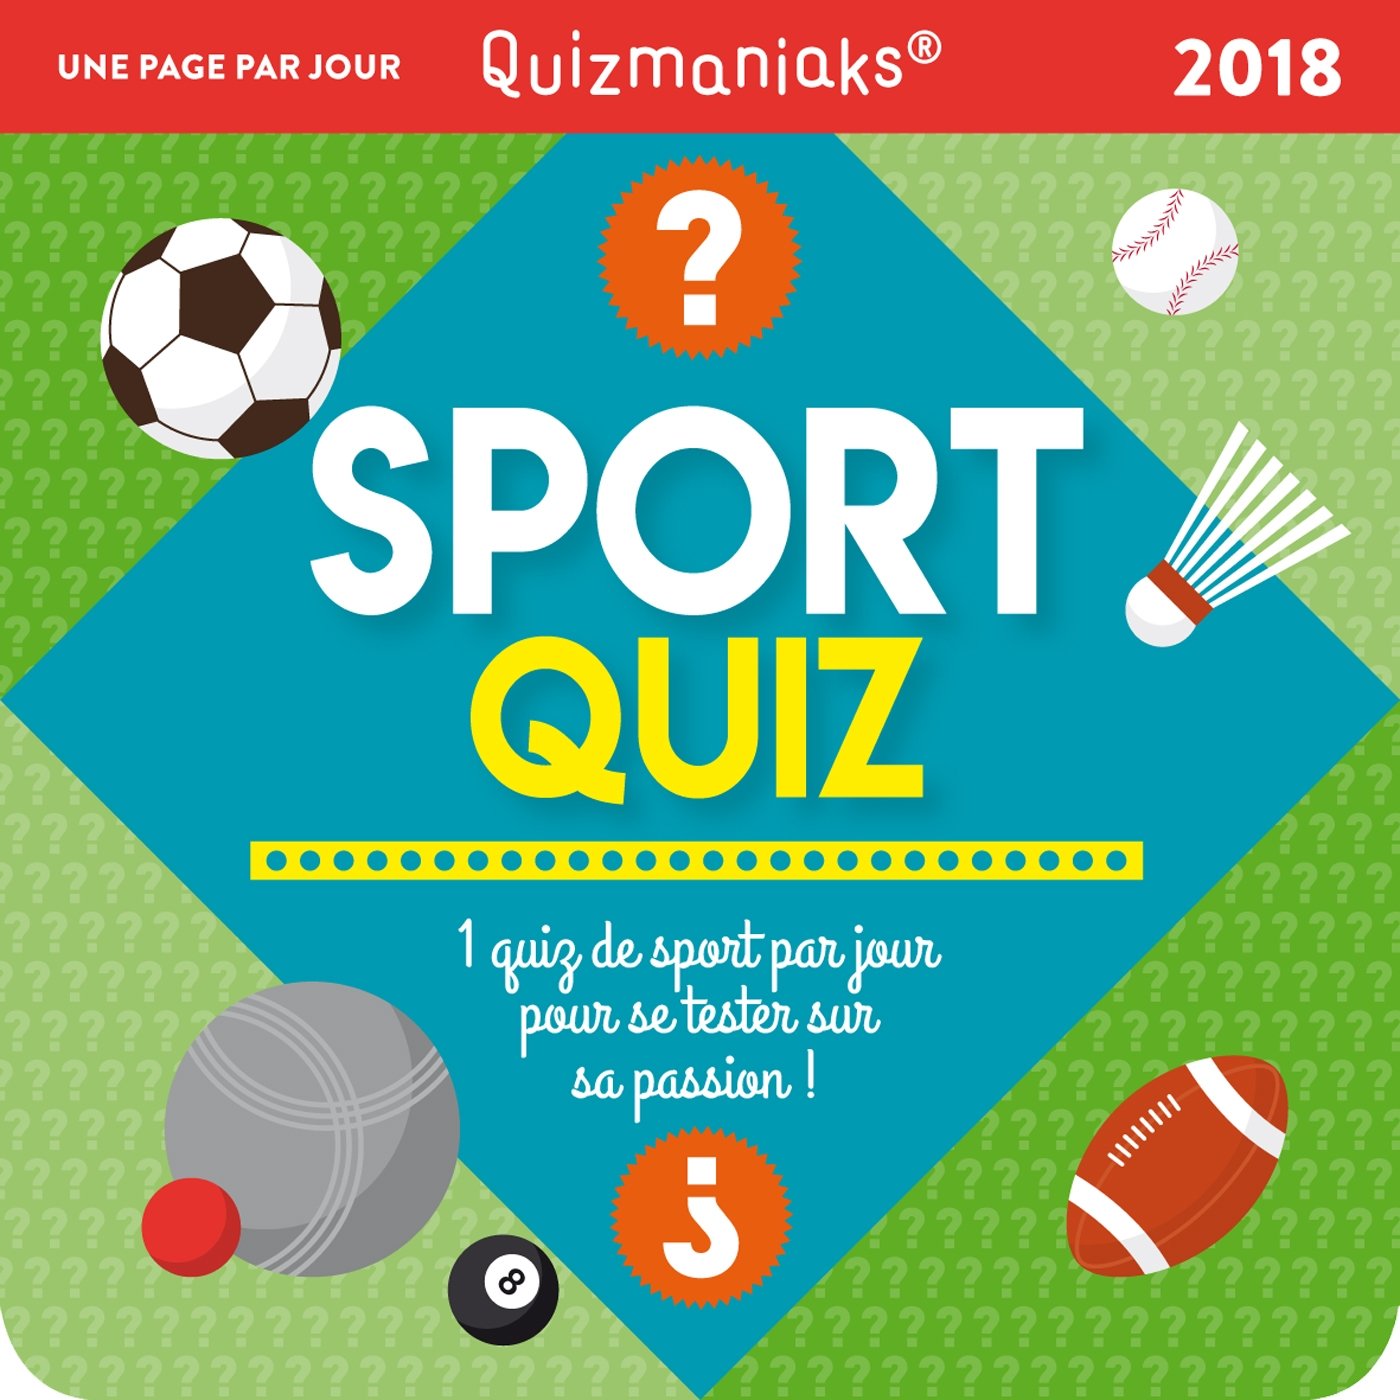 UNE PAGE PAR JOUR
Quizmaniaks®
2018
?
SPORT
QUIZ
1 quiz de sport par jour
pour se tester sur
sa passion !
¿
8